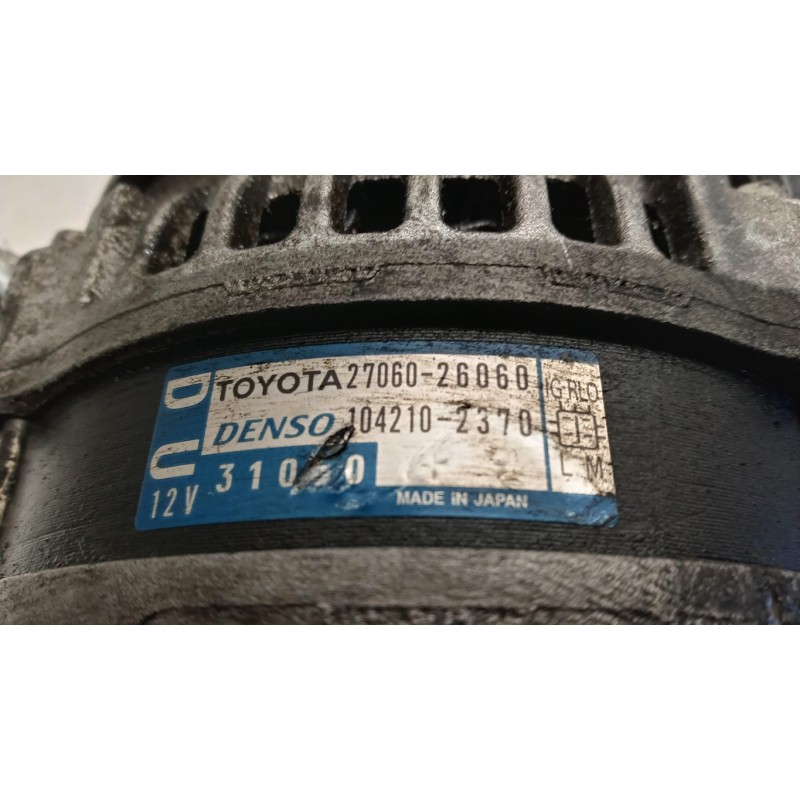 D
TOYOTA 27060-26060 IG RLO
DENSO 104210-2370
U
L M
12V
MADE IN JAPAN